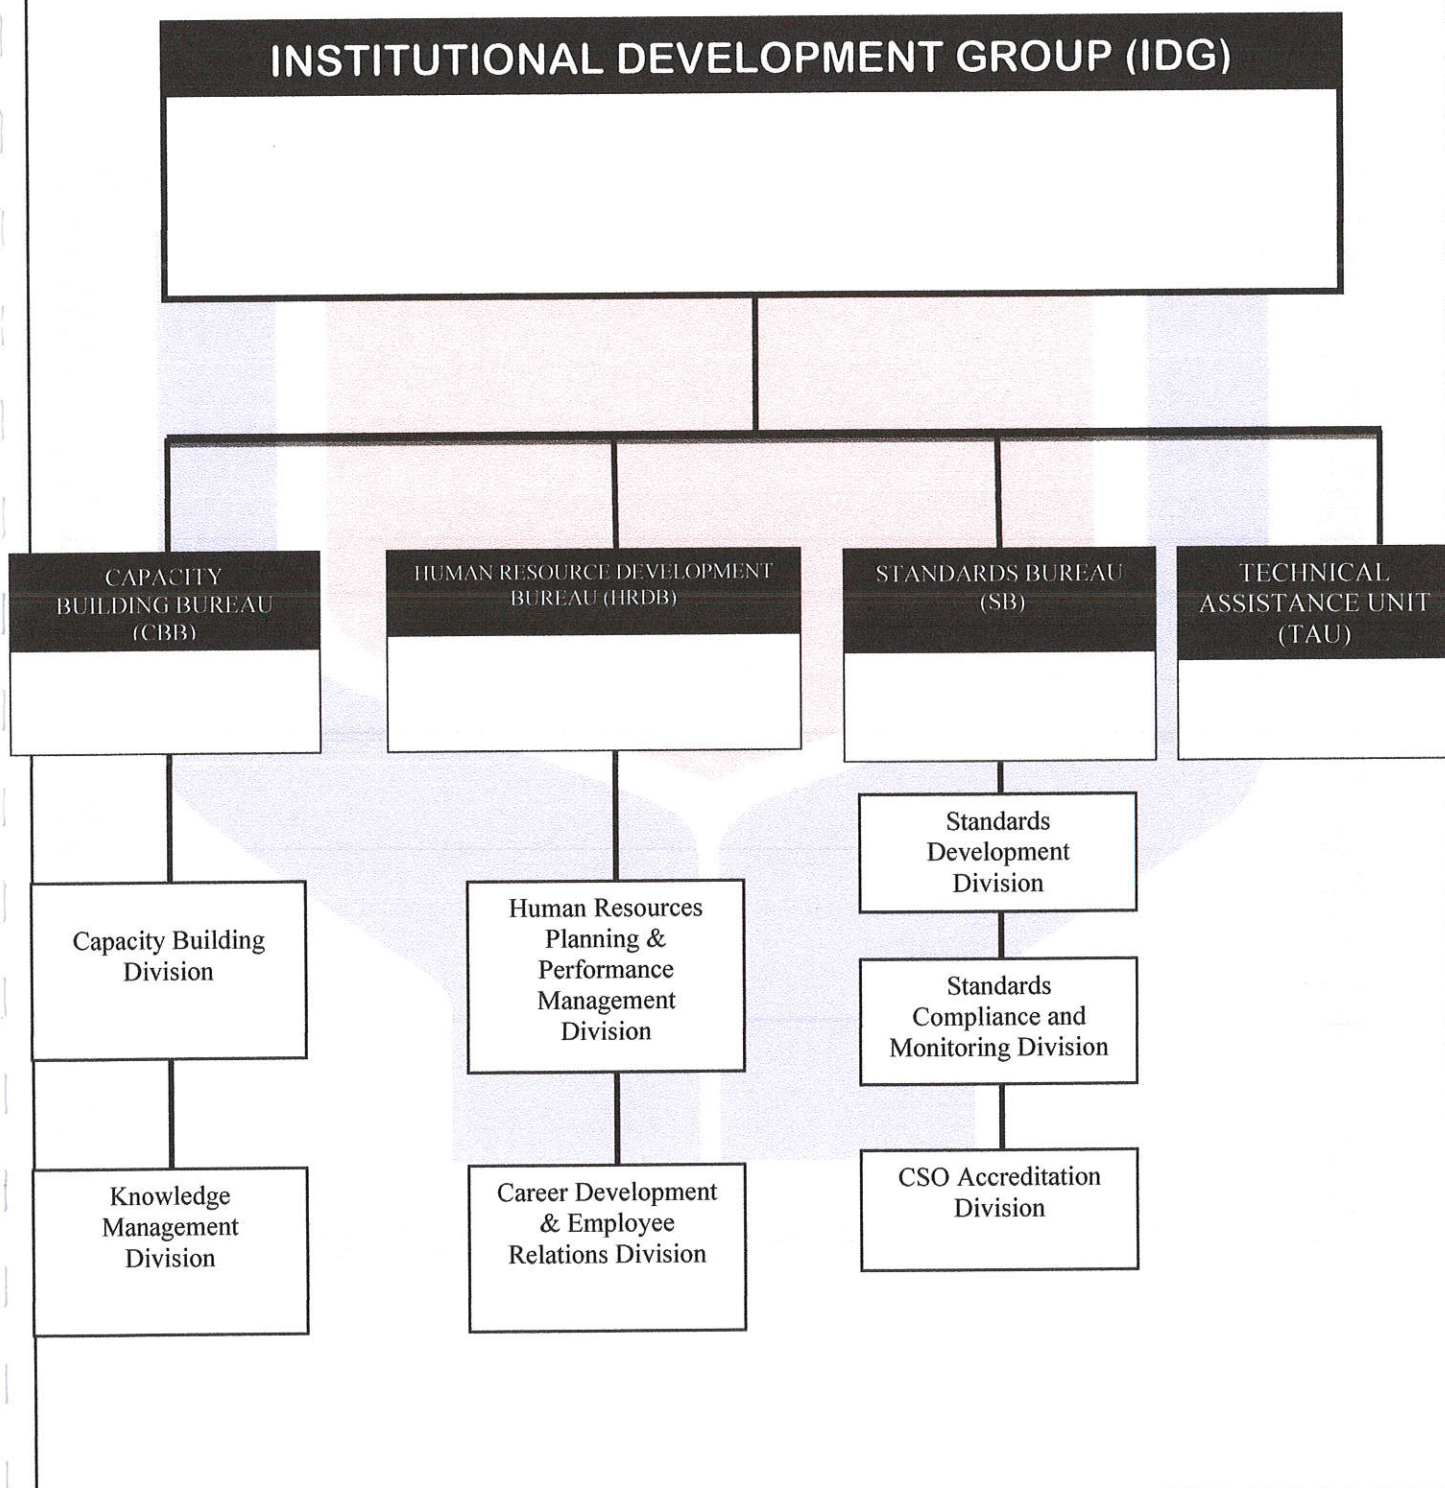 INSTITUTIONAL DEVELOPMENT GROUP (IDG)
CAPACITY
BUILDING BUREAU
(CBB)
HUMAN RESOURCE DEVELOPMENT
BUREAU (HRDB)
STANDARDS BUREAU
(SB)
TECHNICAL
ASSISTANCE UNIT
(TAU)
Capacity Building
Division
Knowledge
Management
Division
Human Resources
Planning &
Performance
Management
Division
Career Development
& Employee
Relations Division
Standards
Development
Division
Standards
Compliance and
Monitoring Division
CSO Accreditation
Division